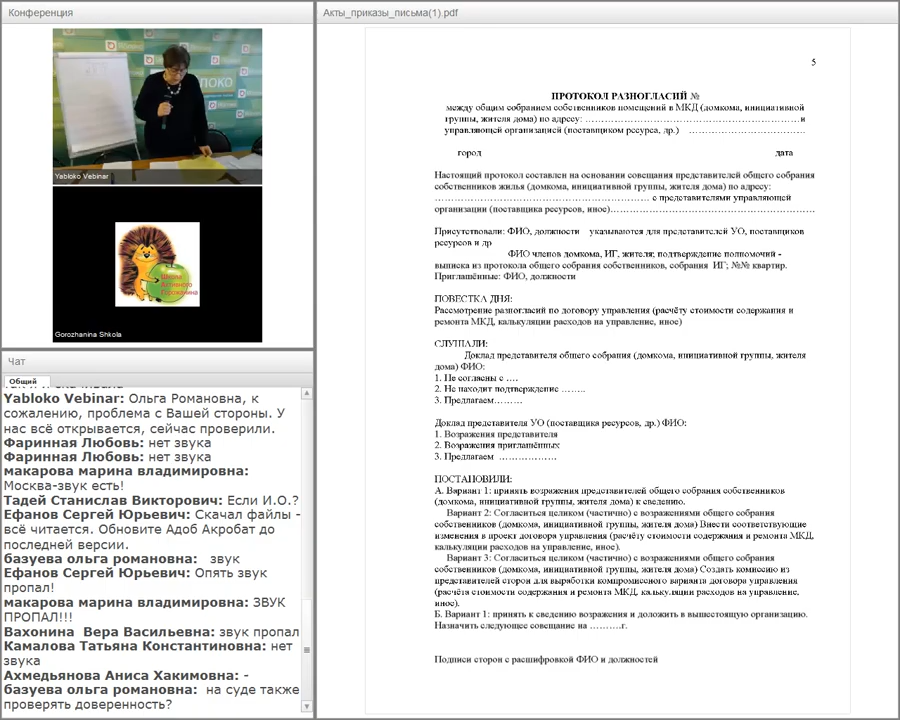 Конференция
Yabloko Vebinar
Школа
Активного
Горожанина
Gorozhanina Shkola
Чат
Общий
Yabloko Vebinar: Ольга Романовна, к
сожалению, проблема с Вашей стороны. У
нас всё открывается, сейчас проверили.
Фаринная Любовь: нет звука
Фаринная Любовь: нет звука
макарова марина владимировна:
Москва-звук есть!
Тадей Станислав Викторович: Если И.О.?
Ефанов Сергей Юрьевич: Скачал файлы -
всё читается. Обновите Адоб Акробат до
последней версии.
базуева ольга романовна: звук
Ефанов Сергей Юрьевич: Опять звук
пропал!
макарова марина владимировна: ЗВУК
ПРОПАЛ!!!
Вахонина Вера Васильевна: звук пропал
Камалова Татьяна Константиновна: нет
звука
Ахмедьянова Аниса Хакимовна: -
базуева ольга романовна: на суде также
проверять доверенность?
Акты_приказы_письма(1).pdf
5
ПРОТОКОЛ РАЗНОГЛАСИЙ №
между общим собранием собственников помещений в МКД (домкома, инициативной
группы, жителя дома) по адресу: ……………………………………………………и
управляющей организацией (поставщиком ресурса, др.) ………………………………
город дата
Настоящий протокол составлен на основании совещания представителей общего собрания
собственников жилья (домкома, инициативной группы, жителя дома) по адресу:
…………………………………………………… с представителями управляющей
организации (поставщика ресурсов, иное)……………………………………………………
Присутствовали: ФИО, должности указываются для представителей УО, поставщиков
ресурсов и др
ФИО членов домкома, ИГ, жителя; подтверждение полномочий -
выписка из протокола общего собрания собственников, собрания ИГ; №№ квартир.
Приглашённые: ФИО, должности
ПОВЕСТКА ДНЯ:
Рассмотрение разногласий по договору управления (расчёту стоимости содержания и
ремонта МКД, калькуляции расходов на управление, иное)
СЛУШАЛИ:
Доклад представителя общего собрания (домкома, инициативной группы, жителя
дома) ФИО:
1. Не согласны с ….
2. Не находит подтверждение ……..
3. Предлагаем………
Доклад представителя УО (поставщика ресурсов, др.) ФИО:
1. Возражения представителя
2. Возражения приглашённых
3. Предлагаем ………………
ПОСТАНОВИЛИ:
А. Вариант 1: принять возражения представителей общего собрания собственников
(домкома, инициативной группы, жителя дома) к сведению.
Вариант 2: Согласиться целиком (частично) с возражениями общего собрания
собственников (домкома, инициативной группы, жителя дома) Внести соответствующие
изменения в проект договора управления (расчёту стоимости содержания и ремонта МКД,
калькуляции расходов на управление, иное).
Вариант 3: Согласиться целиком (частично) с возражениями общего собрания
собственников (домкома, инициативной группы, жителя дома) Создать комиссию из
представителей сторон для выработки компромиссного варианта договора управления
(расчёта стоимости содержания и ремонта МКД, калькуляции расходов на управление,
иное).
Б. Вариант 1: принять к сведению возражения и доложить в вышестоящую организацию.
Назначить следующее совещание на ……….г.
Подписи сторон с расшифровкой ФИО и должностей